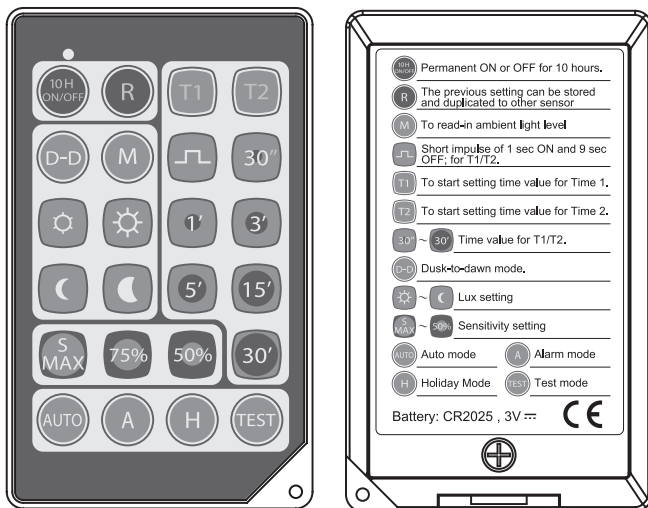 10H
ON/OFF
R
T1
T2
D-D
M
30"
1'
3'
5'
15'
S
MAX
75%
50%
30'
AUTO
A
H
TEST
10H
ON/OFF
Permanent ON or OFF for 10 hours.
R
The previous setting can be stored
and duplicated to other sensor
M
To read-in ambient light level
Short impulse of 1 sec ON and 9 sec
OFF; for T1/T2.
T1 To start setting time value for Time 1.
T2 To start setting time value for Time 2.
30" ~ 30' Time value for T1/T2.
D-D Dusk-to-dawn mode.
~ Lux setting
S
MAX ~ 50% Sensitivity setting
AUTO Auto mode A Alarm mode
H Holiday Mode TEST Test mode
Battery: CR2025 , 3V ⎓ CE